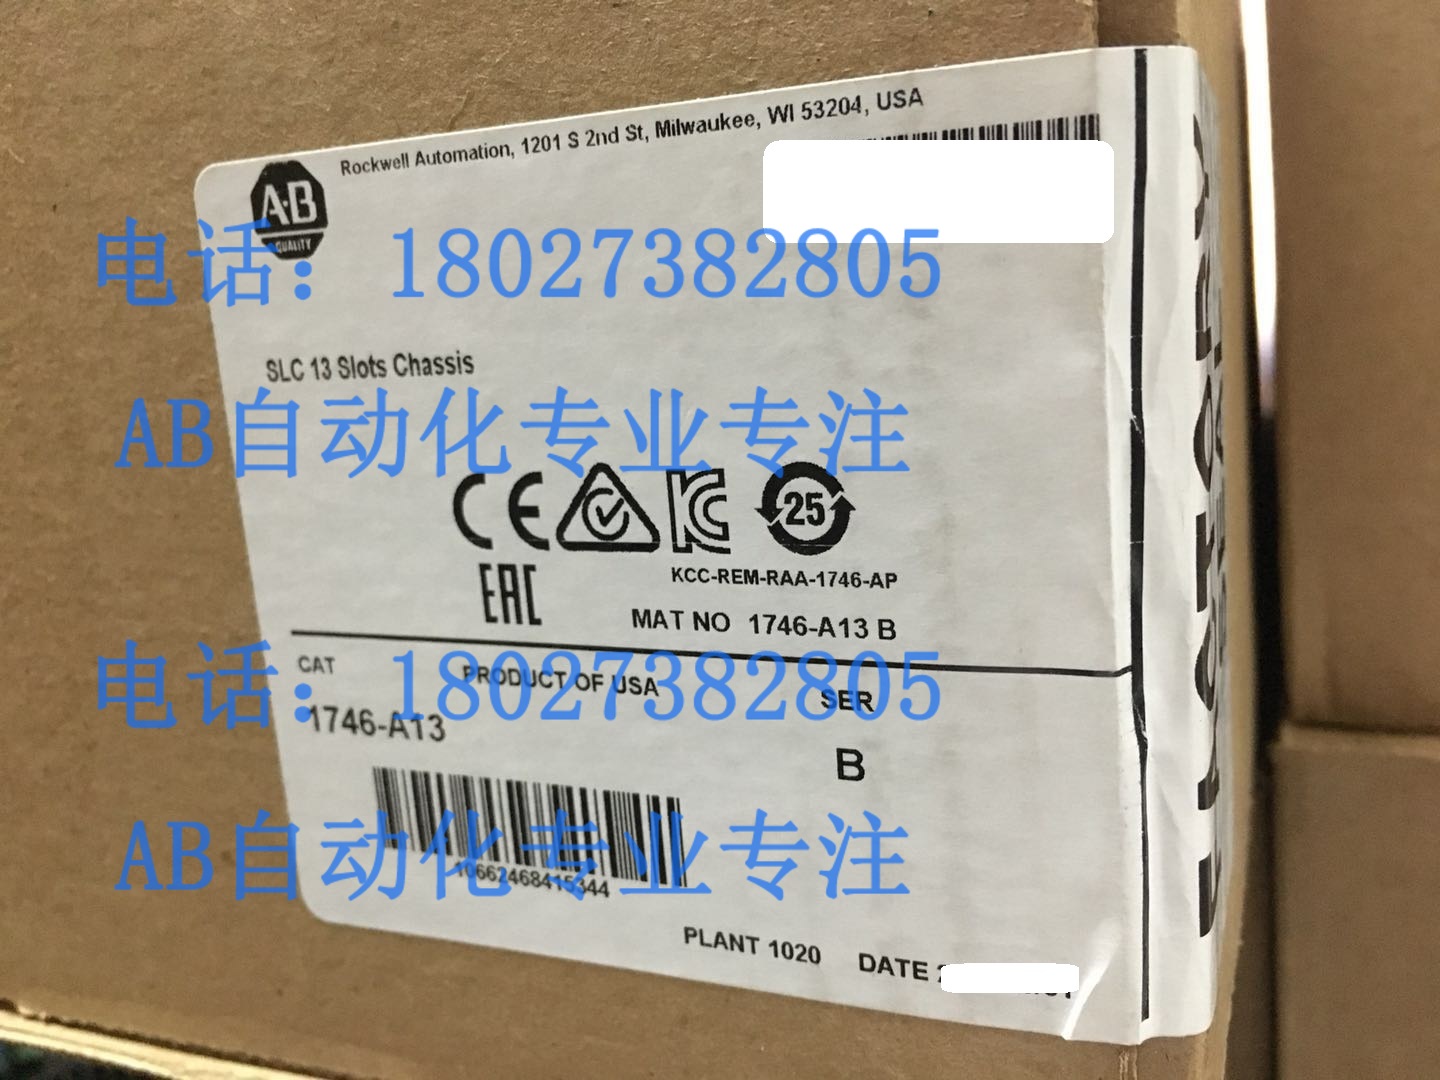 Rockwell Automation, 1201 S 2nd St, Milwaukee, WI 53204, USA
A·B
QUALITY
电话：18027382805
SLC 13 Slots Chassis
AB自动化专业专注
CE
KC
25
KCC-REM-RAA-1746-AP
EAC
MAT NO 1746-A13 B
电话：18027382805
CAT
PRODUCT OF USA
SER
1746-A13
B
AB自动化专业专注
10662468415344
PLANT 1020
DATE